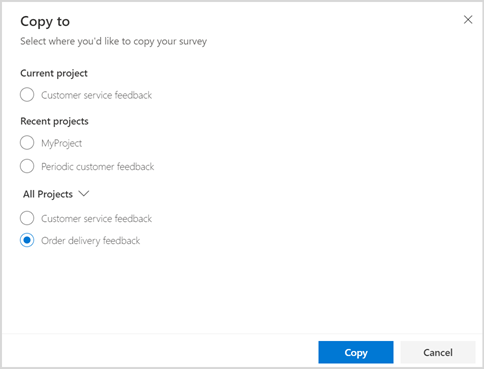 Copy to
Select where you'd like to copy your survey
Current project
Customer service feedback
Recent projects
MyProject
Periodic customer feedback
All Projects
Customer service feedback
Order delivery feedback
Copy
Cancel